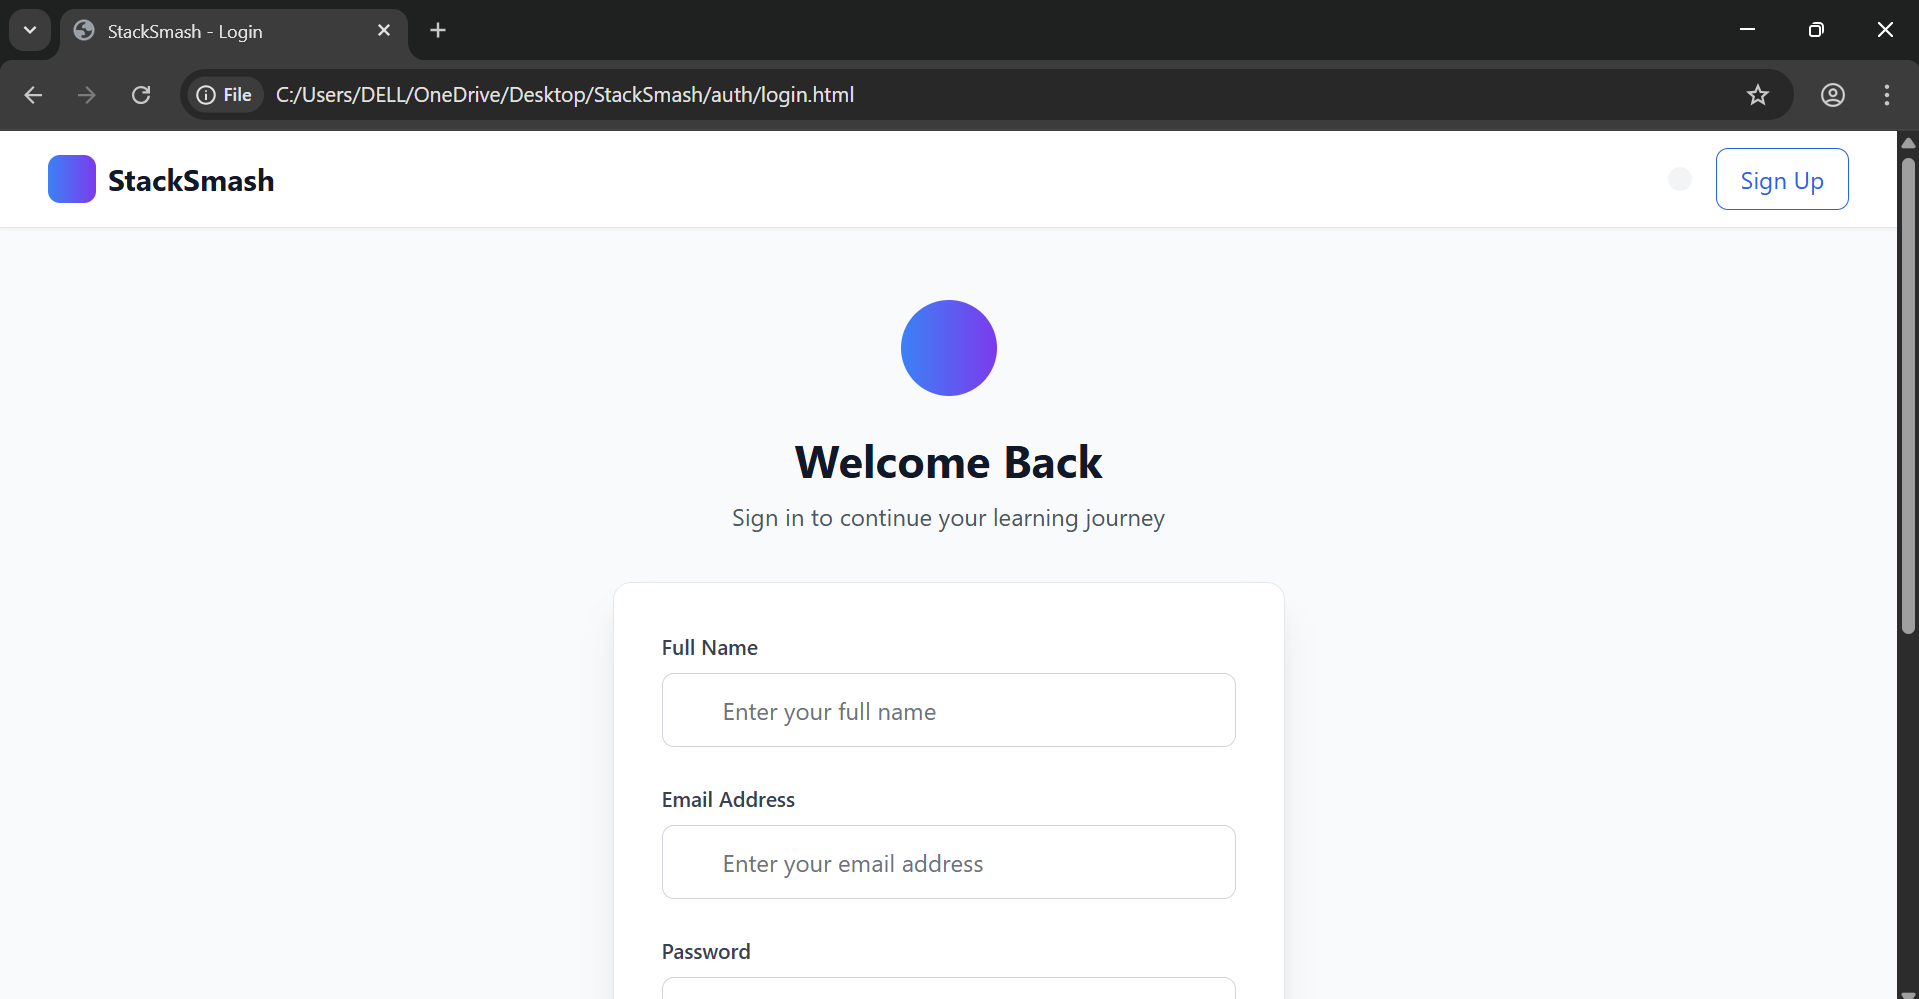 StackSmash - Login
File
C:/Users/DELL/OneDrive/Desktop/StackSmash/auth/login.html
StackSmash
Sign Up
Welcome Back
Sign in to continue your learning journey
Full Name
Enter your full name
Email Address
Enter your email address
Password